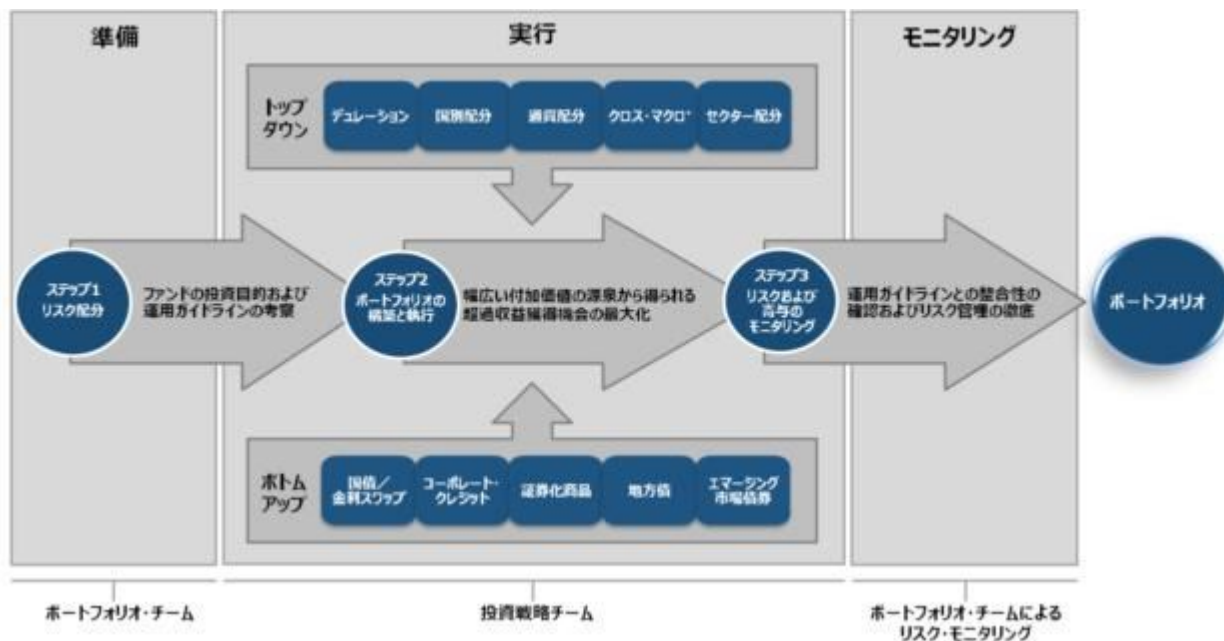 準備
実行
モニタリング
トップ
ダウン
デュレーション
国別配分
通貨配分
クロス・マクロ*
セクター配分
ステップ1
リスク配分
ファンドの投資目的および
運用ガイドラインの考察
ステップ2
ポートフォリオの
構築と執行
幅広い付加価値の源泉から得られる
超過収益獲得機会の最大化
ステップ3
リスクおよび
寄与の
モニタリング
運用ガイドラインとの整合性の
確認およびリスク管理の徹底
ポートフォリオ
ボトム
アップ
国債／
金利スワップ
コーポレート・
クレジット
証券化商品
地方債
エマージング
市場債券
ポートフォリオ・チーム
投資戦略チーム
ポートフォリオ・チームによる
リスク・モニタリング